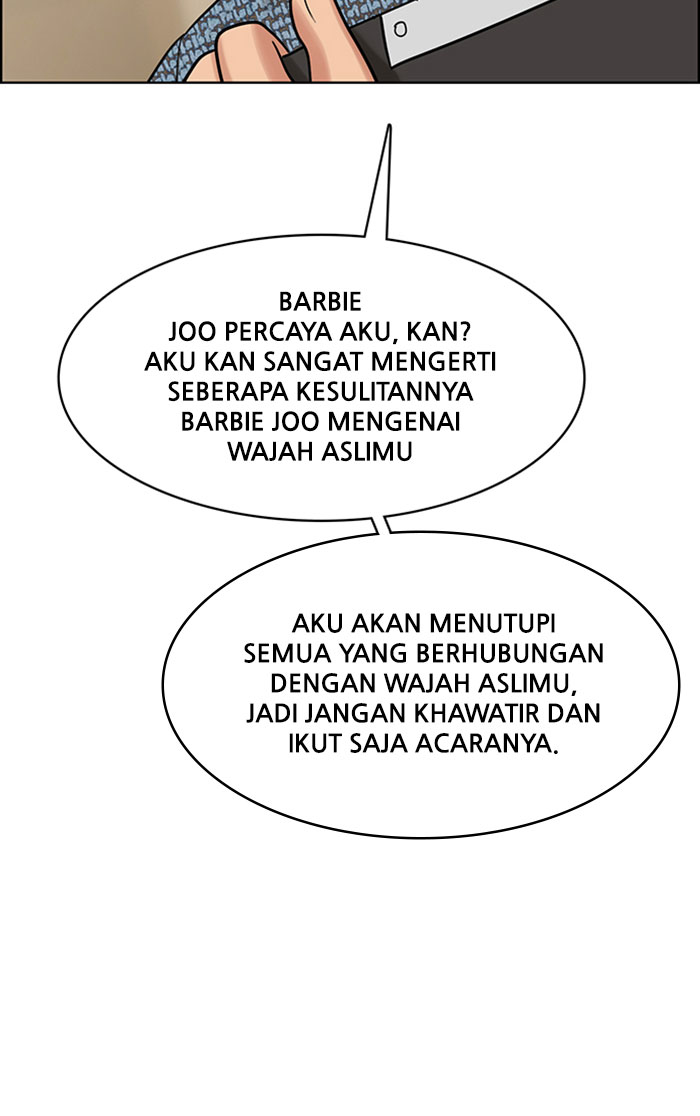 BARBIE
JOO PERCAYA AKU, KAN?
AKU KAN SANGAT MENGERTI
SEBERAPA KESULITANNYA
BARBIE JOO MENGENAI
WAJAH ASLIMU
AKU AKAN MENUTUPI
SEMUA YANG BERHUBUNGAN
DENGAN WAJAH ASLIMU,
JADI JANGAN KHAWATIR DAN
IKUT SAJA ACARANYA.